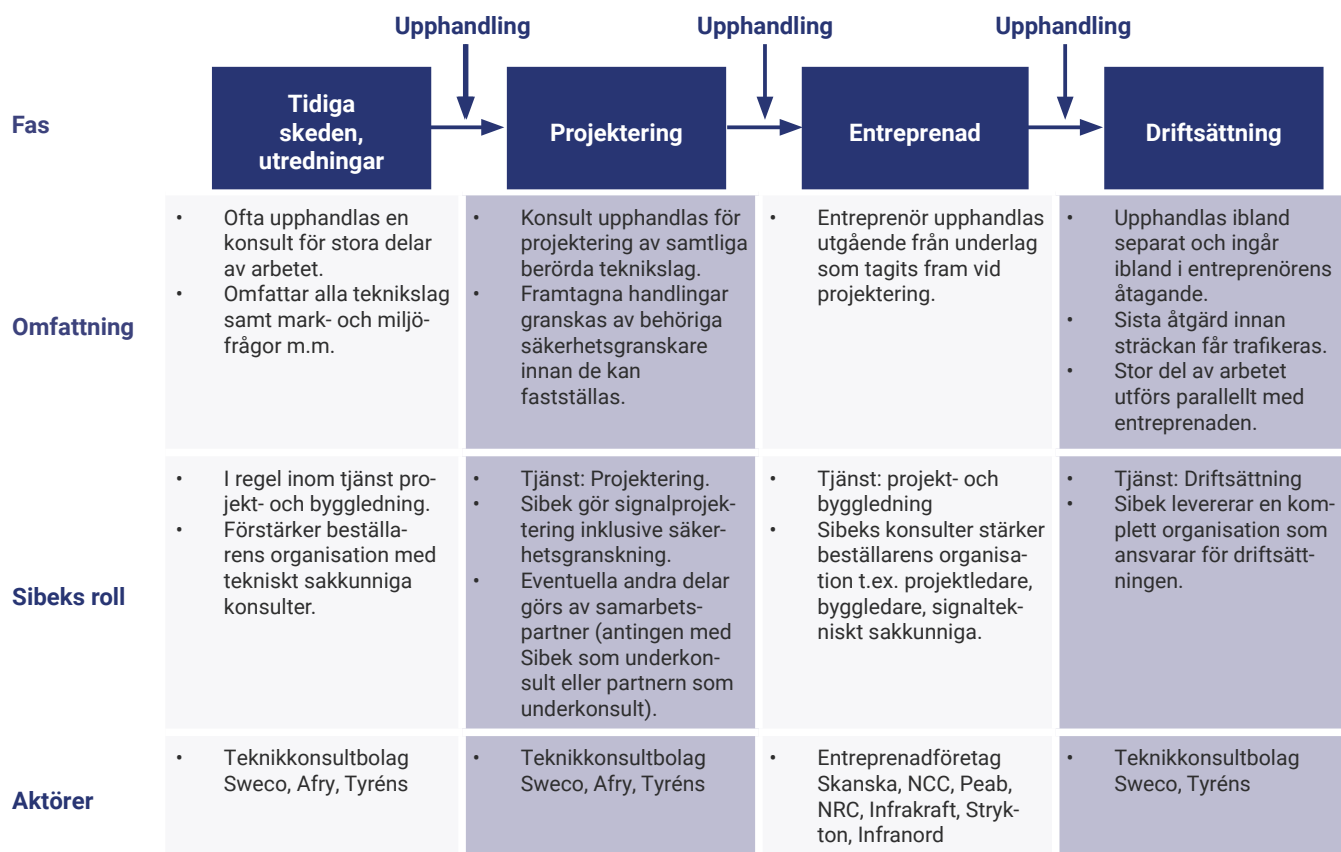 Upphandling
Upphandling
Upphandling
Fas
Tidiga
skeden,
utredningar
Projektering
Entreprenad
Driftsättning
Omfattning
• Ofta upphandlas en
konsult för stora delar
av arbetet.
• Omfattar alla teknikslag
samt mark- och miljö-
frågor m.m.
• Konsult upphandlas för
projektering av samtliga
berörda teknikslag.
• Framtagna handlingar
granskas av behöriga
säkerhetsgranskare
innan de kan
fastställas.
• Entreprenör upphandlas
utgående från underlag
som tagits fram vid
projektering.
• Upphandlas ibland
separat och ingår
ibland i entreprenörens
åtagande.
• Sista åtgärd innan
sträckan får trafikeras.
• Stor del av arbetet
utförs parallellt med
entreprenaden.
Sibeks roll
• I regel inom tjänst pro-
jekt- och byggledning.
• Förstärker beställa-
rens organisation med
tekniskt sakkunniga
konsulter.
• Tjänst: Projektering.
• Sibek gör signalprojek-
tering inklusive säker-
hetsgranskning.
• Eventuella andra delar
görs av samarbets-
partner (antingen med
Sibek som underkon-
sult eller partnern som
underkonsult).
• Tjänst: projekt- och
byggledning
• Sibeks konsulter stärker
beställarens organisa-
tion t.ex. projektledare,
byggledare, signaltek-
niskt sakkunniga.
• Tjänst: Driftsättning
• Sibek levererar en kom-
plett organisation som
ansvarar för driftsätt-
ningen.
Aktörer
• Teknikkonsultbolag
Sweco, Afry, Tyréns
• Teknikkonsultbolag
Sweco, Afry, Tyréns
• Entreprenadföretag
Skanska, NCC, Peab,
NRC, Infrakraft, Stryk-
ton, Infranord
• Teknikkonsultbolag
Sweco, Tyréns